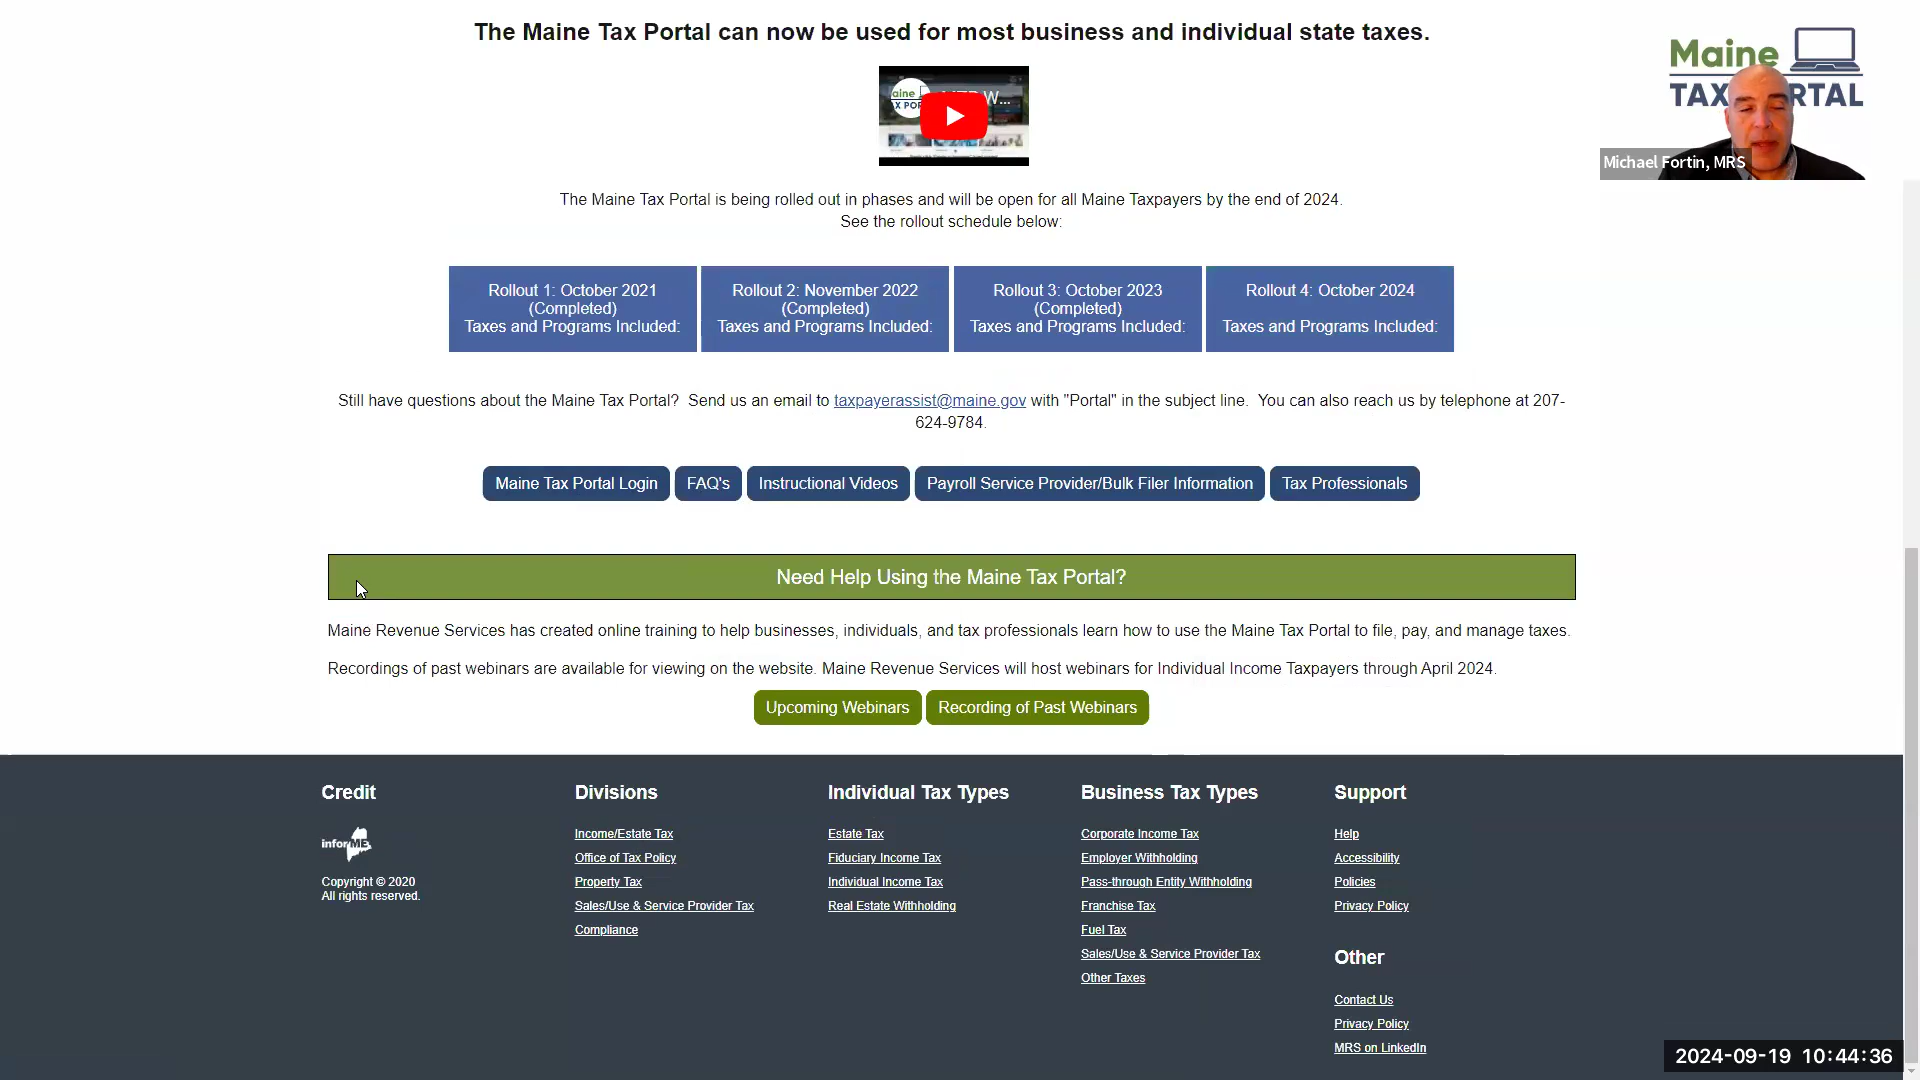 The Maine Tax Portal can now be used for most business and individual state taxes.
Maine
TAX PORTAL
Michael Fortin, MRS
The Maine Tax Portal is being rolled out in phases and will be open for all Maine Taxpayers by the end of 2024.
See the rollout schedule below:
Rollout 1: October 2021
(Completed)
Taxes and Programs Included:
Rollout 2: November 2022
(Completed)
Taxes and Programs Included:
Rollout 3: October 2023
(Completed)
Taxes and Programs Included:
Rollout 4: October 2024
Taxes and Programs Included:
Still have questions about the Maine Tax Portal? Send us an email to taxpayerassist@maine.gov with "Portal" in the subject line. You can also reach us by telephone at 207-
624-9784.
Maine Tax Portal Login
FAQ's
Instructional Videos
Payroll Service Provider/Bulk Filer Information
Tax Professionals
Need Help Using the Maine Tax Portal?
Maine Revenue Services has created online training to help businesses, individuals, and tax professionals learn how to use the Maine Tax Portal to file, pay, and manage taxes.
Recordings of past webinars are available for viewing on the website. Maine Revenue Services will host webinars for Individual Income Taxpayers through April 2024.
Upcoming Webinars
Recording of Past Webinars
Credit
inforME
Copyright © 2020
All rights reserved.
Divisions
Income/Estate Tax
Office of Tax Policy
Property Tax
Sales/Use & Service Provider Tax
Compliance
Individual Tax Types
Estate Tax
Fiduciary Income Tax
Individual Income Tax
Real Estate Withholding
Business Tax Types
Corporate Income Tax
Employer Withholding
Pass-through Entity Withholding
Franchise Tax
Fuel Tax
Sales/Use & Service Provider Tax
Other Taxes
Support
Help
Accessibility
Policies
Privacy Policy
Other
Contact Us
Privacy Policy
MRS on LinkedIn
2024-09-19 10:44:36